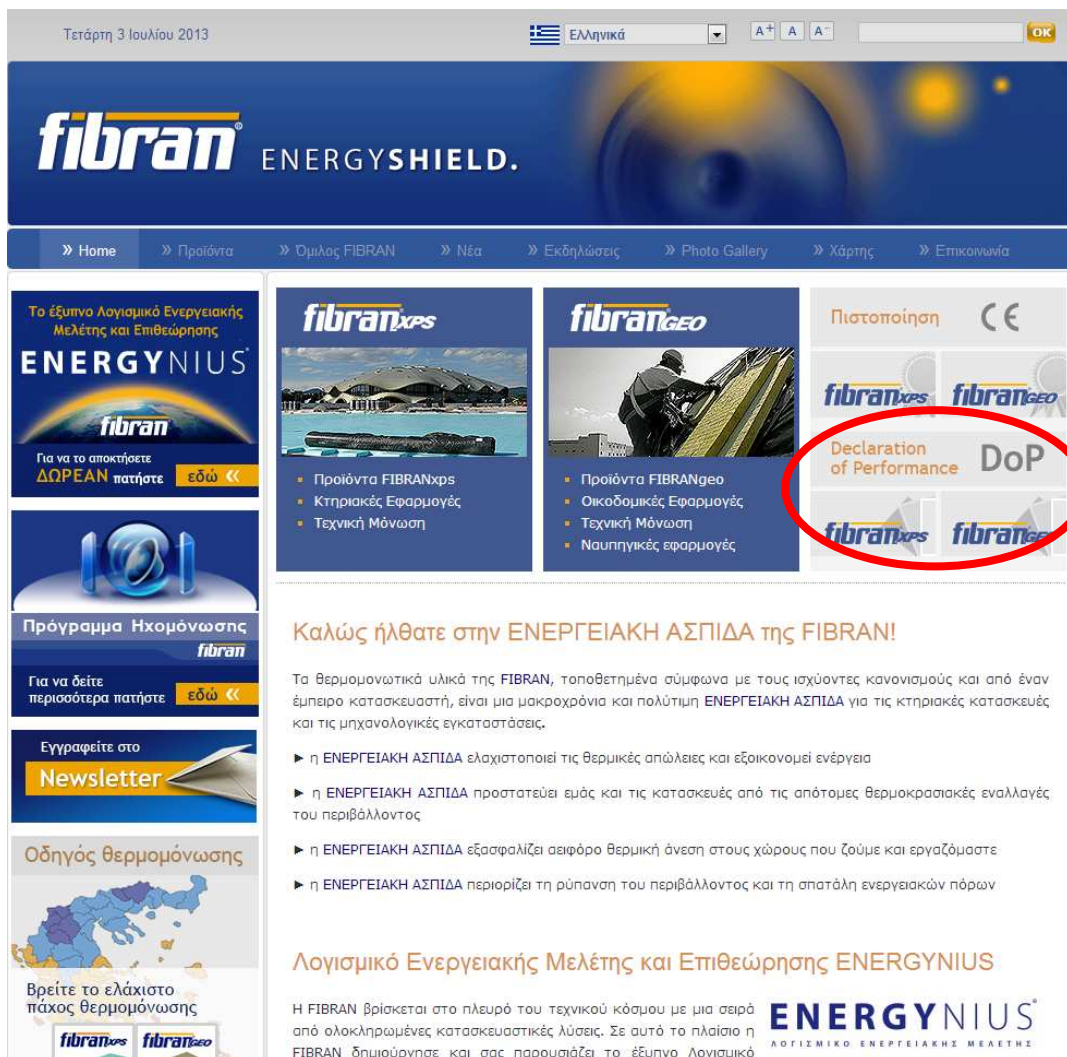 Τετάρτη 3 Ιουλίου 2013
Ελληνικά
A+ A A-
OK
fibran® ENERGYSHIELD.
» Home » Προϊόντα » Όμιλος FIBRAN » Νέα » Εκδηλώσεις » Photo Gallery » Χάρτης » Επικοινωνία
Το έξυπνο Λογισμικό Ενεργειακής
Μελέτης και Επιθεώρησης
ENERGYNIUS
fibran
Για να το αποκτήσετε
ΔΩΡΕΑΝ πατήστε εδώ «
Πρόγραμμα Ηχομόνωσης
fibran
Για να δείτε
περισσότερα πατήστε εδώ «
Εγγραφείτε στο
Newsletter
Οδηγός θερμομόνωσης
Βρείτε το ελάχιστο
πάχος θερμομόνωσης
fibranxps fibranGEO
fibranxps
Προϊόντα FIBRANxps
Κτηριακές Εφαρμογές
Τεχνική Μόνωση
fibranGEO
Προϊόντα FIBRANgeo
Οικοδομικές Εφαρμογές
Τεχνική Μόνωση
Ναυπηγικές εφαρμογές
Πιστοποίηση CE
fibranxps fibranGEO
Declaration
of Performance DoP
fibranxps fibranGEO
Καλώς ήλθατε στην ΕΝΕΡΓΕΙΑΚΗ ΑΣΠΙΔΑ της FIBRAN!
Τα θερμομονωτικά υλικά της FIBRAN, τοποθετημένα σύμφωνα με τους ισχύοντες κανονισμούς και από έναν
έμπειρο κατασκευαστή, είναι μια μακροχρόνια και πολύτιμη ΕΝΕΡΓΕΙΑΚΗ ΑΣΠΙΔΑ για τις κτηριακές κατασκευές
και τις μηχανολογικές εγκαταστάσεις.
► η ΕΝΕΡΓΕΙΑΚΗ ΑΣΠΙΔΑ ελαχιστοποιεί τις θερμικές απώλειες και εξοικονομεί ενέργεια
► η ΕΝΕΡΓΕΙΑΚΗ ΑΣΠΙΔΑ προστατεύει εμάς και τις κατασκευές από τις απότομες θερμοκρασιακές εναλλαγές
του περιβάλλοντος
► η ΕΝΕΡΓΕΙΑΚΗ ΑΣΠΙΔΑ εξασφαλίζει αειφόρο θερμική άνεση στους χώρους που ζούμε και εργαζόμαστε
► η ΕΝΕΡΓΕΙΑΚΗ ΑΣΠΙΔΑ περιορίζει τη ρύπανση του περιβάλλοντος και τη σπατάλη ενεργειακών πόρων
Λογισμικό Ενεργειακής Μελέτης και Επιθεώρησης ENERGYNIUS
Η FIBRAN βρίσκεται στο πλευρό του τεχνικού κόσμου με μια σειρά
από ολοκληρωμένες κατασκευαστικές λύσεις. Σε αυτό το πλαίσιο η
FIBRAN δημιούργησε και σας παρουσιάζει το έξυπνο Λογισμικό
ENERGYNIUS
ΛΟΓΙΣΜΙΚΟ ΕΝΕΡΓΕΙΑΚΗΣ ΜΕΛΕΤΗΣ